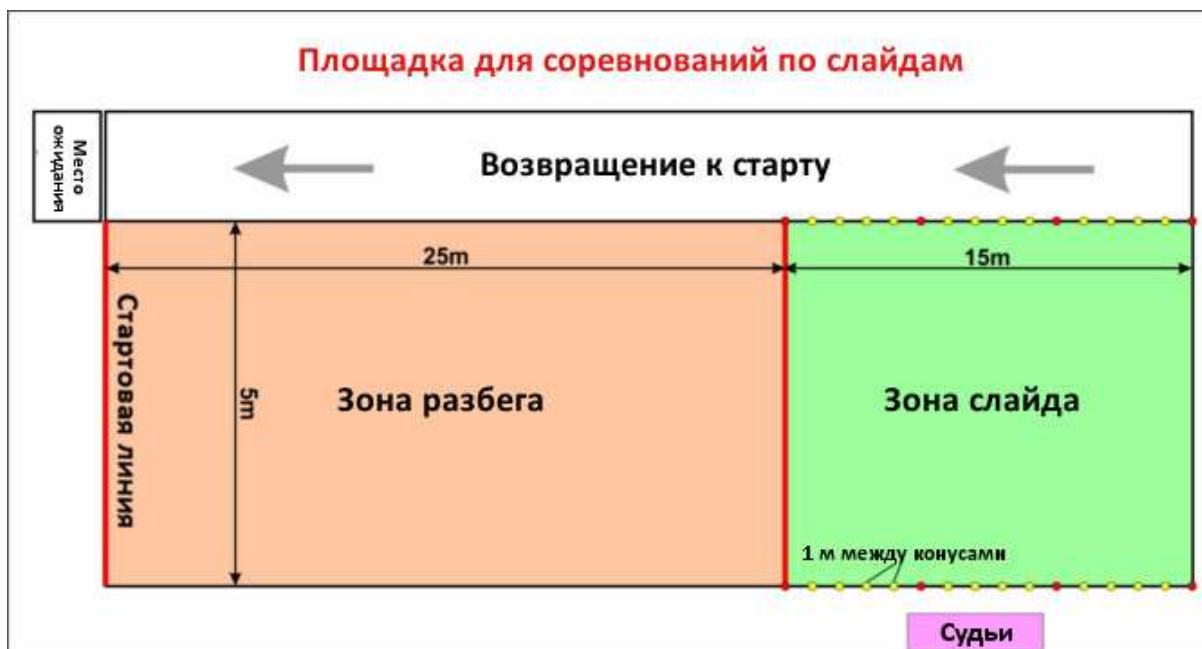 Площадка для соревнований по слайдам
Место
ожидания
Возвращение к старту
25m
15m
Стартовая линия
5m
Зона разбега
Зона слайда
1 м между конусами
Судьи